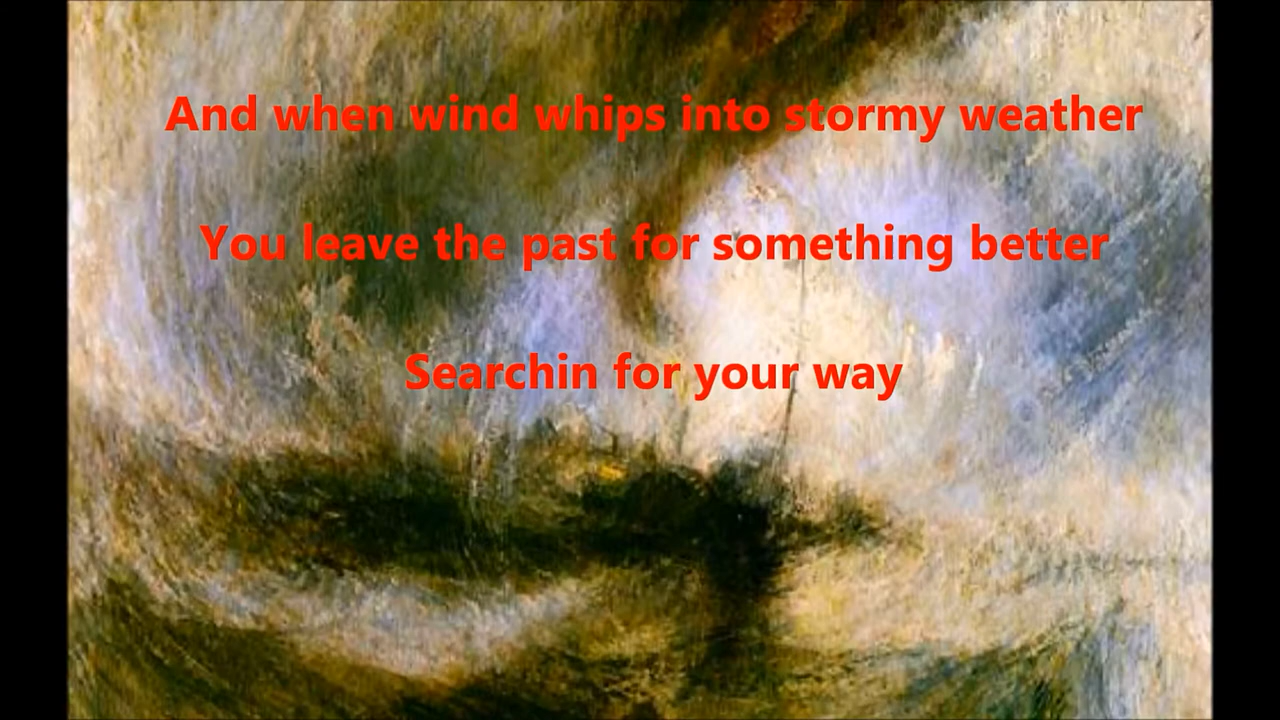 And when wind whips into stormy weather
You leave the past for something better
Searchin for your way